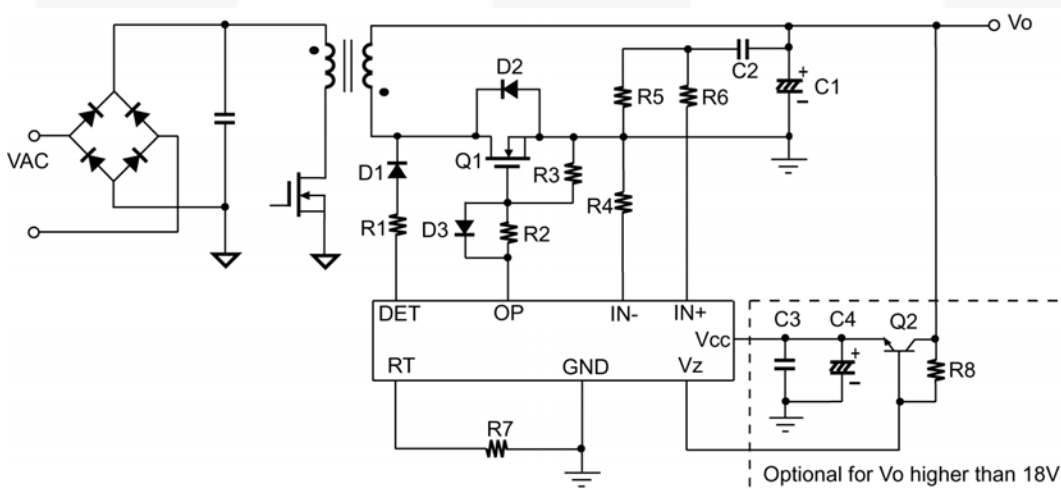 Vo
D2
C2
C1
R5
R6
VAC
D1
Q1
R3
R4
R1
D3
R2
DET
OP
IN-
IN+
Vcc
C3
C4
Q2
RT
GND
Vz
R8
R7
Optional for Vo higher than 18V
+
-
+
-